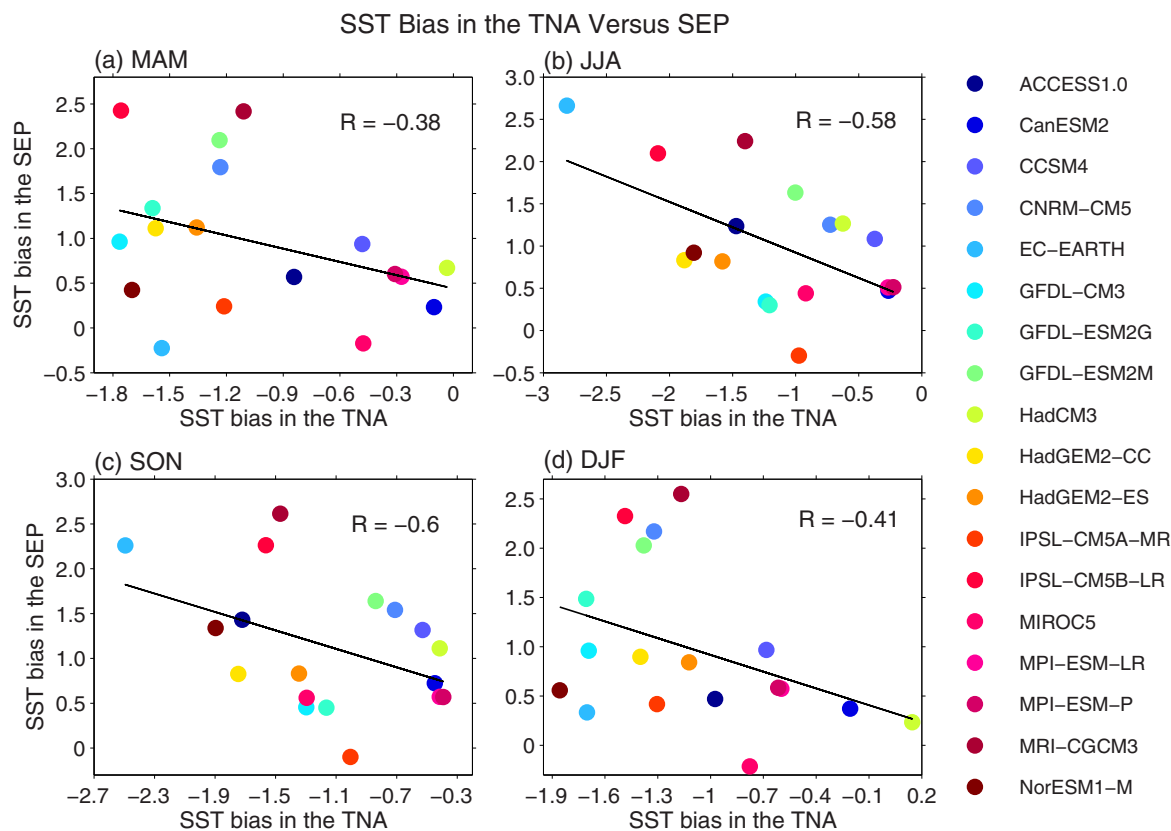 SST Bias in the TNA Versus SEP
(a) MAM
R = −0.38
SST bias in the SEP
2.5
2.0
1.5
1.0
0.5
0
−0.5
−1.8
−1.5
−1.2
−0.9
−0.6
−0.3
0
SST bias in the TNA
(b) JJA
R = −0.58
3.0
2.5
2.0
1.5
1.0
0.5
0
−0.5
−3
−2.5
−2
−1.5
−1
−0.5
0
SST bias in the TNA
(c) SON
R = −0.6
SST bias in the SEP
3.0
2.5
2.0
1.5
1.0
0.5
0
−2.7
−2.3
−1.9
−1.5
−1.1
−0.7
−0.3
SST bias in the TNA
(d) DJF
R = −0.41
2.5
2.0
1.5
1.0
0.5
0
−1.9
−1.6
−1.3
−1
−0.7
−0.4
−0.1
0.2
SST bias in the TNA
ACCESS1.0
CanESM2
CCSM4
CNRM−CM5
EC−EARTH
GFDL−CM3
GFDL−ESM2G
GFDL−ESM2M
HadCM3
HadGEM2−CC
HadGEM2−ES
IPSL−CM5A−MR
IPSL−CM5B−LR
MIROC5
MPI−ESM−LR
MPI−ESM−P
MRI−CGCM3
NorESM1−M